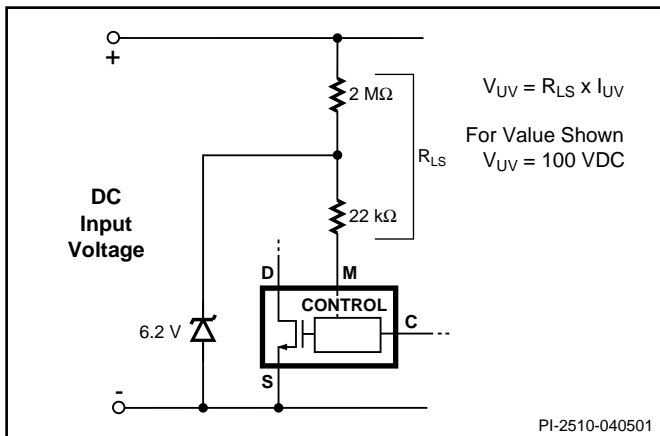 +
2 MΩ
R_LS
V_UV = R_LS x I_UV
For Value Shown
V_UV = 100 VDC
DC
Input
Voltage
22 kΩ
D
M
CONTROL
C
6.2 V
S
-
PI-2510-040501